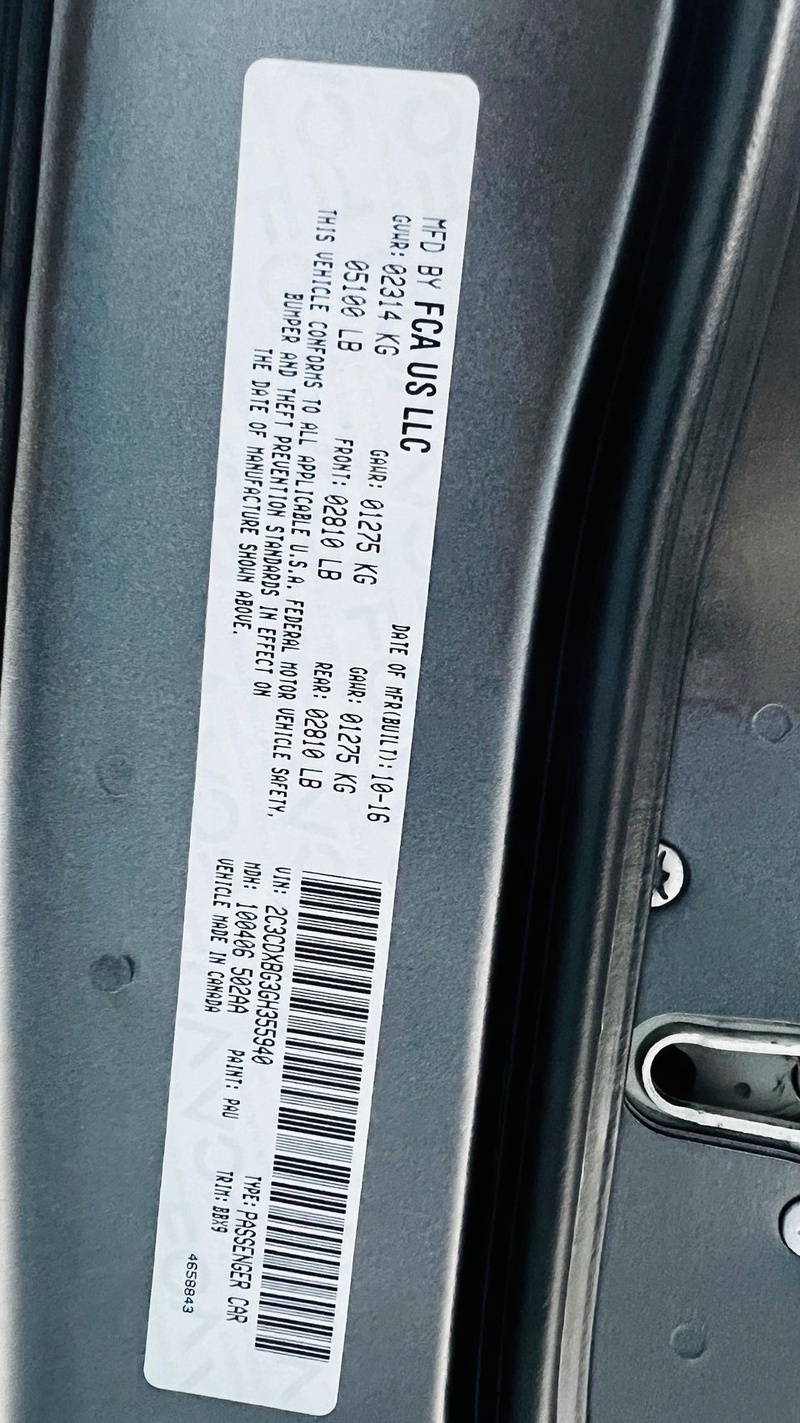 MFD BY FCA US LLC
DATE OF MFR(BUILT): 10-16
GVWR: 02314 KG
GAWR: 01275 KG
GAWR: 01275 KG
05100 LB
FRONT: 02810 LB
REAR: 02810 LB
THIS VEHICLE CONFORMS TO ALL APPLICABLE U.S.A. FEDERAL MOTOR VEHICLE SAFETY,
BUMPER AND THEFT PREVENTION STANDARDS IN EFFECT ON
THE DATE OF MANUFACTURE SHOWN ABOVE.
VIN: 2C3CDXBG3GH355940
TYPE: PASSENGER CAR
MDH: 100406 502AA
PAINT: PAU
TRIM: BBX9
VEHICLE MADE IN CANADA
4658843